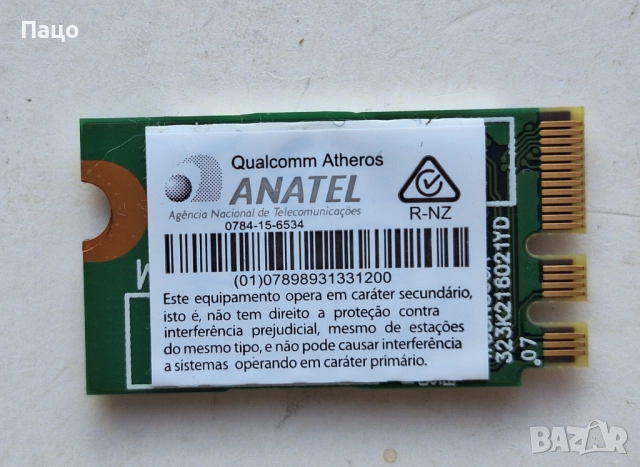 Пацо
Qualcomm Atheros
ANATEL
Agência Nacional de Telecomunicações
0784-15-6534
R-NZ
(01)07898931331200
Este equipamento opera em caráter secundário,
isto é, não tem direito a proteção contra
interferência prejudicial, mesmo de estações
do mesmo tipo, e não pode causar interferência
a sistemas operando em caráter primário.
323K216021YD
.07
BAZAR